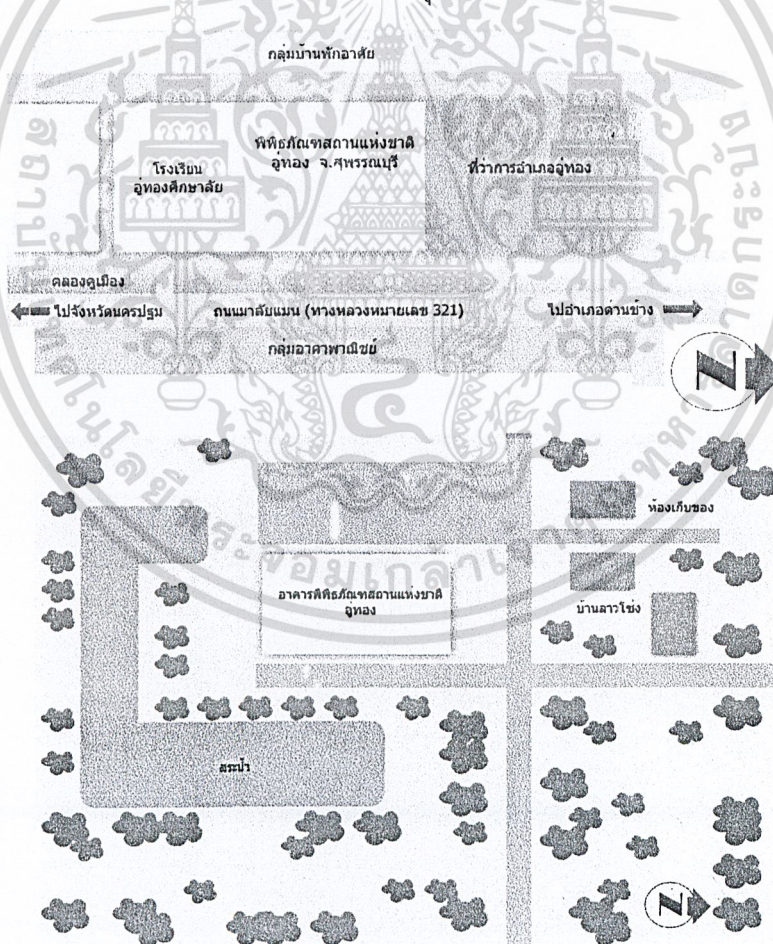 กลุ่มบ้านพักอาศัย
โรงเรียน
อู่ทองศึกษาลัย
พิพิธภัณฑสถานแห่งชาติ
อู่ทอง จ.สุพรรณบุรี
ที่ว่าการอำเภออู่ทอง
คลองคูเมือง
ไปจังหวัดนครปฐม
ถนนมาลัยแมน (ทางหลวงหมายเลข 321)
ไปอำเภอด่านช้าง
กลุ่มอาคาพาณิชย์
N
ห้องเก็บของ
อาคารพิพิธภัณฑสถานแห่งชาติ
อู่ทอง
บ้านลาวโซ่ง
สระน้ำ
N